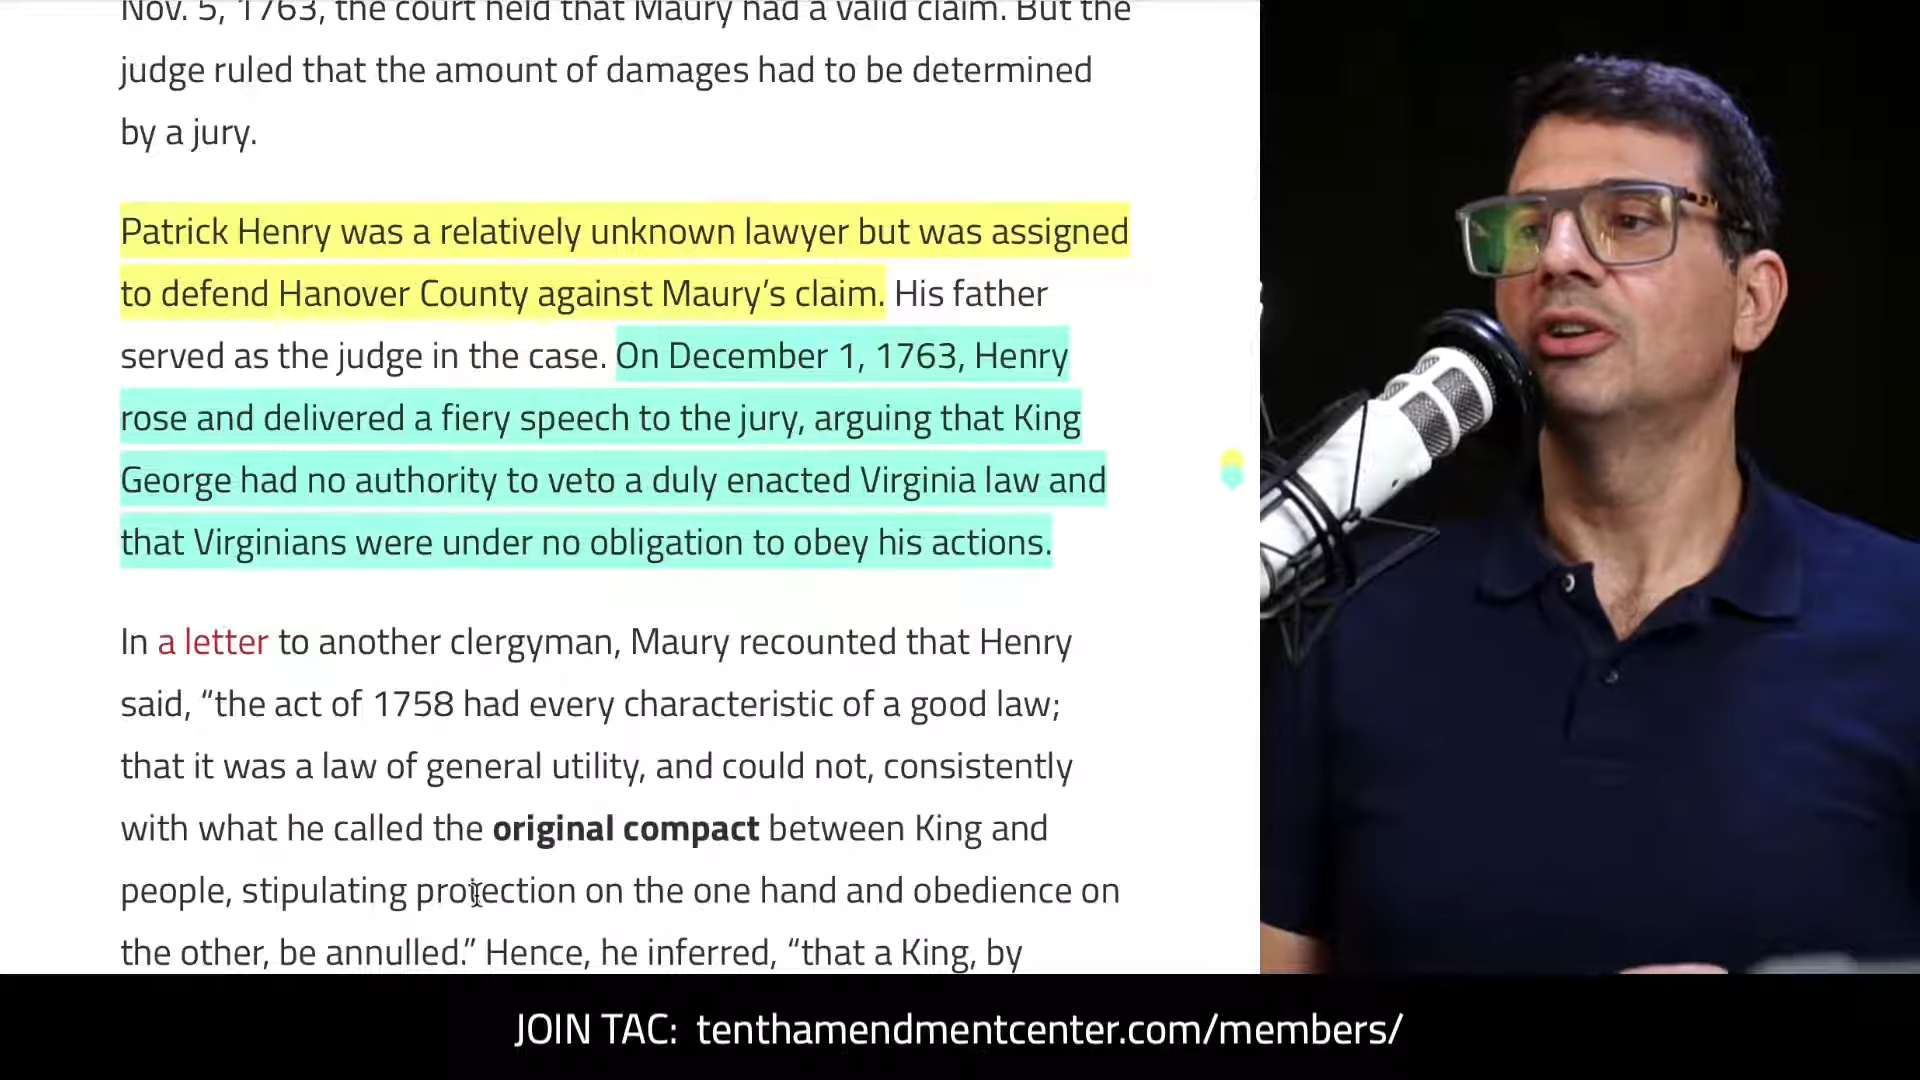 Nov. 5, 1763, the court held that Maury had a valid claim. But the
judge ruled that the amount of damages had to be determined
by a jury.
Patrick Henry was a relatively unknown lawyer but was assigned
to defend Hanover County against Maury’s claim. His father
served as the judge in the case. On December 1, 1763, Henry
rose and delivered a fiery speech to the jury, arguing that King
George had no authority to veto a duly enacted Virginia law and
that Virginians were under no obligation to obey his actions.
In a letter to another clergyman, Maury recounted that Henry
said, “the act of 1758 had every characteristic of a good law;
that it was a law of general utility, and could not, consistently
with what he called the original compact between King and
people, stipulating protection on the one hand and obedience on
the other, be annulled.” Hence, he inferred, “that a King, by
JOIN TAC: tenthamendmentcenter.com/members/